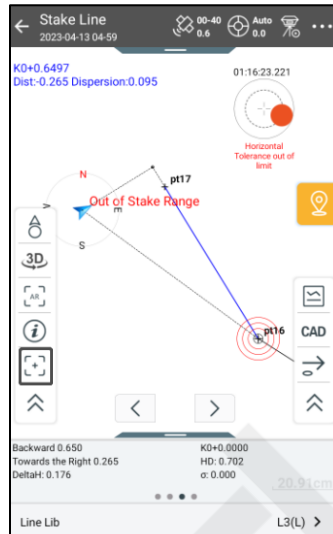 Stake Line
2023-04-13 04-59
00-40
0.6
Auto
0.0
K0+0.6497
Dist:-0.265 Dispersion:0.095
01:16:23.221
Horizontal
Tolerance out of
limit
N
pt17
Out of Stake Range
E
S
3D
AR
i
pt16
CAD
Backward 0.650
K0+0.0000
Towards the Right 0.265
HD: 0.702
DeltaH: 0.176
σ: 0.000
20.91cm
Line Lib
L3(L)